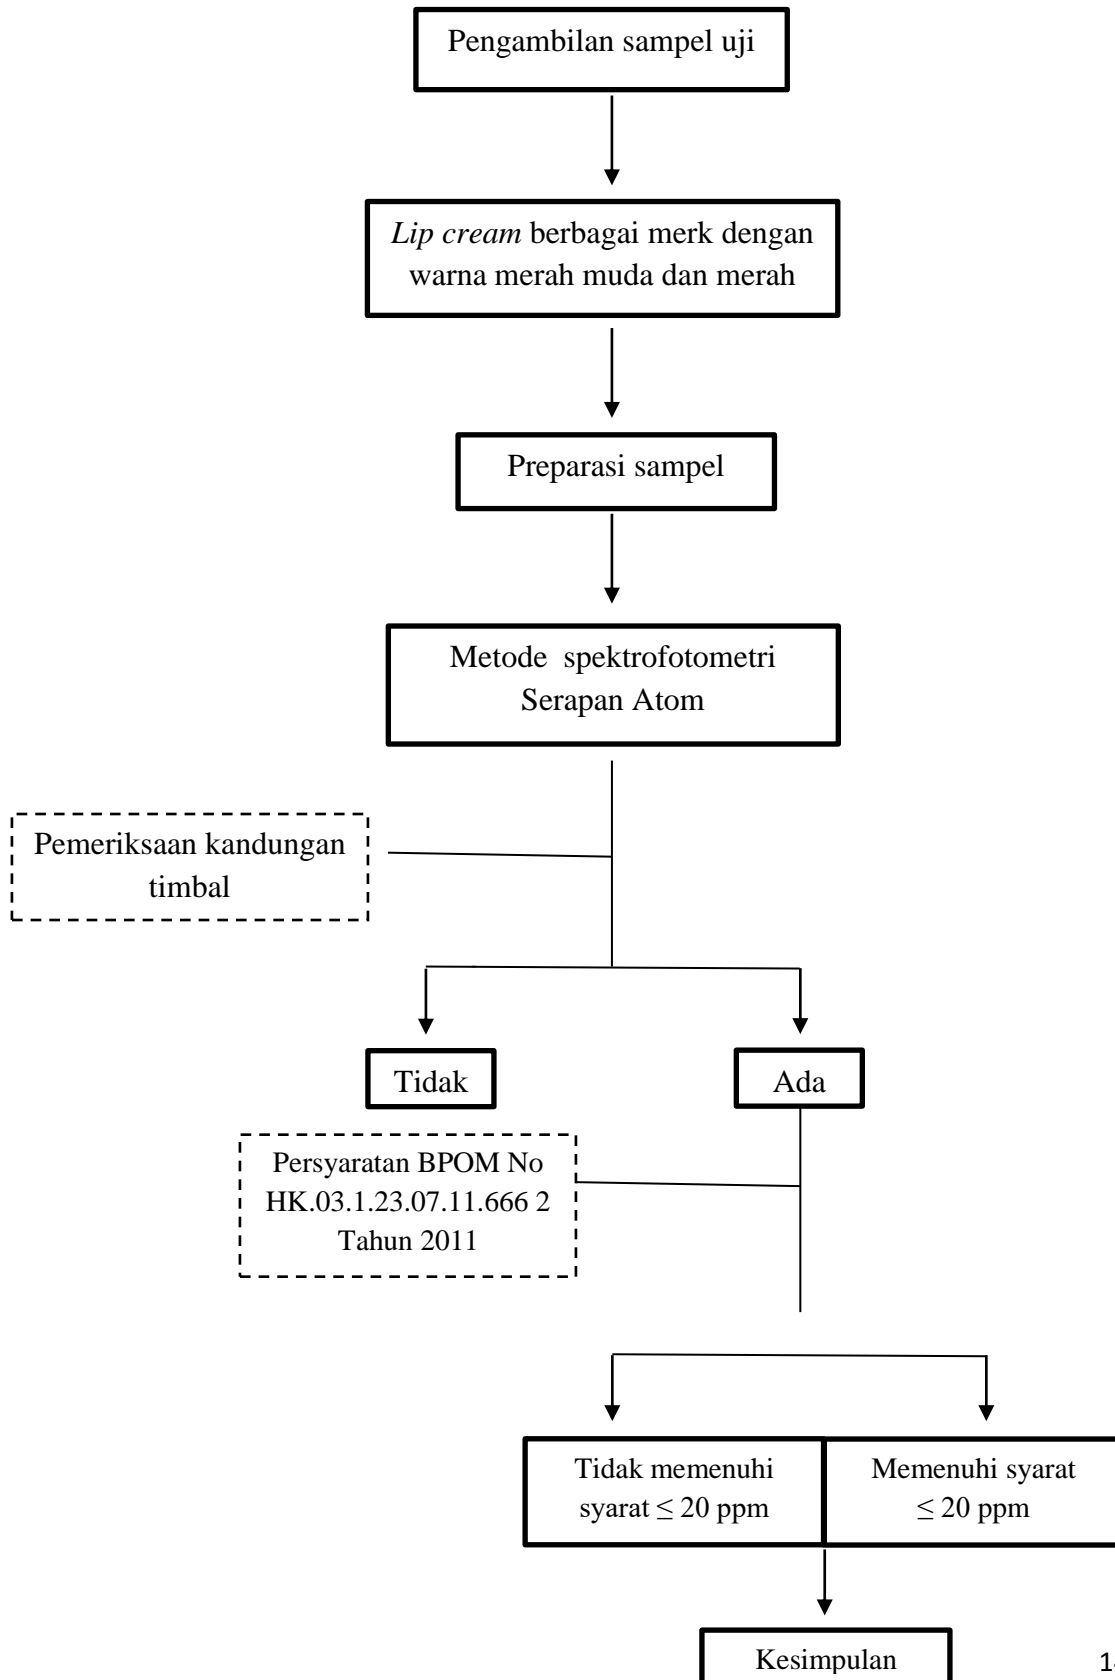 Pengambilan sampel uji
Lip cream berbagai merk dengan
warna merah muda dan merah
Preparasi sampel
Metode spektrofotometri
Serapan Atom
Pemeriksaan kandungan
timbal
Tidak
Ada
Persyaratan BPOM No
HK.03.1.23.07.11.666 2
Tahun 2011
Tidak memenuhi
syarat ≤ 20 ppm
Memenuhi syarat
≤ 20 ppm
Kesimpulan